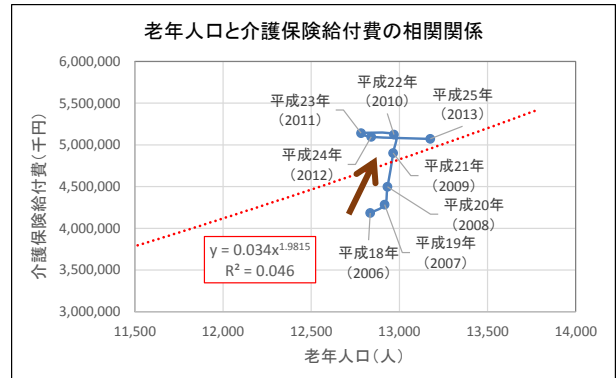 老年人口と介護保険給付費の相関関係
介護保険給付費(千円)
6,000,000
5,500,000
5,000,000
4,500,000
4,000,000
3,500,000
3,000,000
平成22年
(2010)
平成23年
(2011)
平成25年
(2013)
平成24年
(2012)
平成21年
(2009)
平成20年
(2008)
平成19年
(2007)
平成18年
(2006)
y = 0.034x^1.9815
R² = 0.046
11,500
12,000
12,500
13,000
13,500
14,000
老年人口(人)